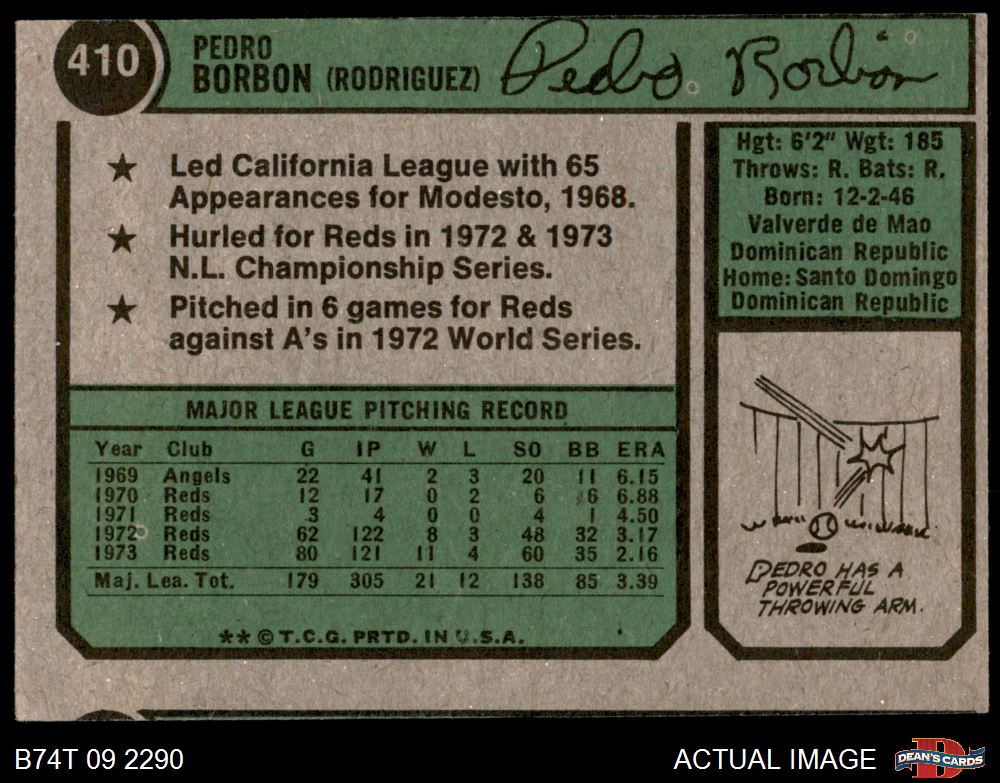 410
PEDRO
BORBON (RODRIGUEZ)
Pedro Borbon
★ Led California League with 65
Appearances for Modesto, 1968.
★ Hurled for Reds in 1972 & 1973
N.L. Championship Series.
★ Pitched in 6 games for Reds
against A's in 1972 World Series.
Hgt: 6'2" Wgt: 185
Throws: R. Bats: R.
Born: 12-2-46
Valverde de Mao
Dominican Republic
Home: Santo Domingo
Dominican Republic
MAJOR LEAGUE PITCHING RECORD
Year Club G IP W L SO BB ERA
1969 Angels 22 41 2 3 20 11 6.15
1970 Reds 12 17 0 2 6 6 6.88
1971 Reds 3 4 0 0 4 1 4.50
1972 Reds 62 122 8 3 48 32 3.17
1973 Reds 80 121 11 4 60 35 2.16
Maj. Lea. Tot. 179 305 21 12 138 85 3.39
** © T.C.G. PRTD. IN U.S.A.
PEDRO HAS A
POWERFUL
THROWING ARM.
B74T 09 2290
ACTUAL IMAGE
DEAN'S CARDS